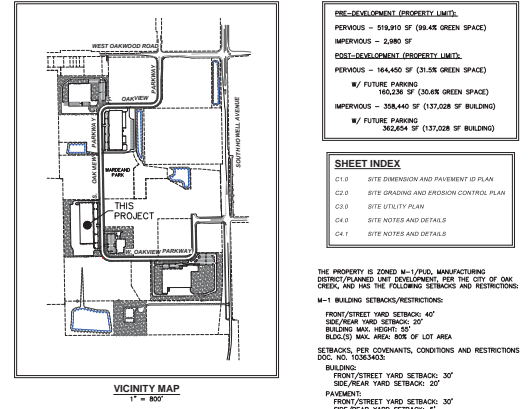 WEST OAKWOOD ROAD
PARKWAY
S.
OAKVIEW
SOUTH HOWELL AVENUE
S. OAKVIEW PARKWAY
MARDEAND
PARK
THIS
PROJECT
W. OAKVIEW PARKWAY
VICINITY MAP
1" = 800'
PRE-DEVELOPMENT (PROPERTY LIMIT):
PERVIOUS – 519,910 SF (99.4% GREEN SPACE)
IMPERVIOUS – 2,980 SF
POST-DEVELOPMENT (PROPERTY LIMIT):
PERVIOUS – 164,450 SF (31.5% GREEN SPACE)
W/ FUTURE PARKING
160,236 SF (30.6% GREEN SPACE)
IMPERVIOUS – 358,440 SF (137,028 SF BUILDING)
W/ FUTURE PARKING
362,654 SF (137,028 SF BUILDING)
SHEET INDEX
C1.0 SITE DIMENSION AND PAVEMENT ID PLAN
C2.0 SITE GRADING AND EROSION CONTROL PLAN
C3.0 SITE UTILITY PLAN
C4.0 SITE NOTES AND DETAILS
C4.1 SITE NOTES AND DETAILS
THE PROPERTY IS ZONED M-1/PUD, MANUFACTURING
DISTRICT/PLANNED UNIT DEVELOPMENT, PER THE CITY OF OAK
CREEK, AND HAS THE FOLLOWING SETBACKS AND RESTRICTIONS:
M-1 BUILDING SETBACKS/RESTRICTIONS:
FRONT/STREET YARD SETBACK: 40'
SIDE/REAR YARD SETBACK: 20'
BUILDING MAX. HEIGHT: 55'
BLDG.(S) MAX. AREA: 80% OF LOT AREA
SETBACKS, PER COVENANTS, CONDITIONS AND RESTRICTIONS
DOC. NO. 10363403:
BUILDING:
FRONT/STREET YARD SETBACK: 30'
SIDE/REAR YARD SETBACK: 20'
PAVEMENT:
FRONT/STREET YARD SETBACK: 30'
SIDE/REAR YARD SETBACK: 5'